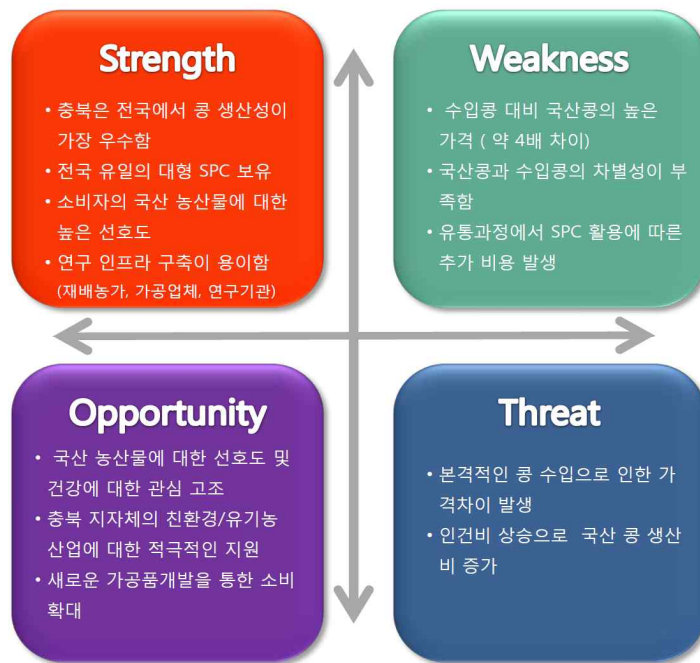 Strength
• 충북은 전국에서 콩 생산성이
가장 우수함
• 전국 유일의 대형 SPC 보유
• 소비자의 국산 농산물에 대한
높은 선호도
• 연구 인프라 구축이 용이함
(재배농가, 가공업체, 연구기관)
Weakness
• 수입콩 대비 국산콩의 높은
가격 ( 약 4배 차이)
• 국산콩과 수입콩의 차별성이 부
족함
• 유통과정에서 SPC 활용에 따른
추가 비용 발생
Opportunity
• 국산 농산물에 대한 선호도 및
건강에 대한 관심 고조
• 충북 지자체의 친환경/유기농
산업에 대한 적극적인 지원
• 새로운 가공품개발을 통한 소비
확대
Threat
• 본격적인 콩 수입으로 인한 가
격차이 발생
• 인건비 상승으로 국산 콩 생산
비 증가